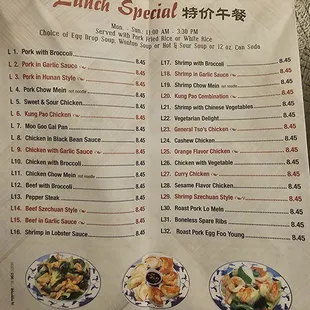 Lunch Special 特价午餐
Mon. - Sun. 11:00 AM - 3:30 PM
Served with Pork Fried Rice or White Rice
Choice of Egg Drop Soup, Wonton Soup or Hot & Sour Soup or 12 oz. Can Soda
L 1. Pork with Broccoli 8.45
L 2. Pork in Garlic Sauce 8.45
L 3. Pork in Hunan Style 8.45
L 4. Pork Chow Mein not noodle 8.45
L 5. Sweet & Sour Chicken 8.45
L 6. Kung Pao Chicken 8.45
L 7. Moo Goo Gai Pan 8.45
L 8. Chicken in Black Bean Sauce 8.45
L 9. Chicken with Garlic Sauce 8.45
L10. Chicken with Broccoli 8.45
L11. Chicken Chow Mein not noodle 8.45
L12. Beef with Broccoli 8.45
L13. Pepper Steak 8.45
L14. Beef Szechuan Style 8.45
L15. Beef in Garlic Sauce 8.45
L16. Shrimp in Lobster Sauce 8.45
L17. Shrimp with Broccoli 8.45
L18. Shrimp in Garlic Sauce 8.45
L19. Shrimp Chow Mein not noodle 8.45
L20. Kung Pao Combination 8.45
L21. Shrimp with Chinese Vegetables 8.45
L22. Vegetarian Delight 8.45
L23. General Tso's Chicken 8.45
L24. Cashew Chicken 8.45
L25. Orange Flavor Chicken 8.45
L26. Chicken with Vegetable 8.45
L27. Curry Chicken 8.45
L28. Sesame Flavor Chicken 8.45
L29. Shrimp Szechuan Style 8.45
L30. Roast Pork Lo Mein 8.45
L31. Boneless Spare Ribs 8.45
L32. Roast Pork Egg Foo Young 8.45